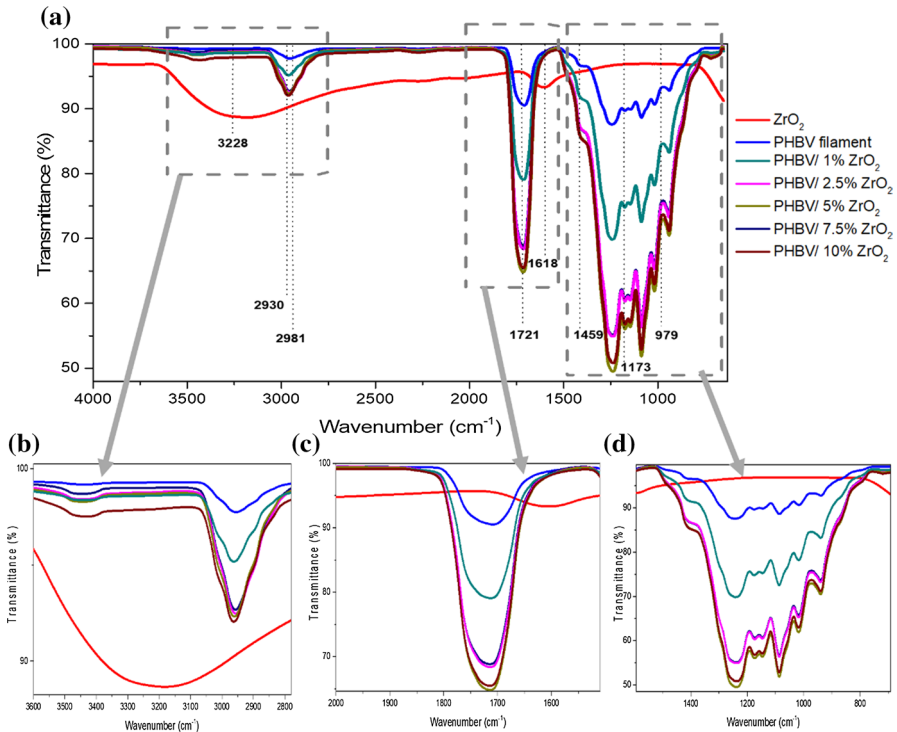 (a)
100
90
80
70
60
50
Transmittance (%)
4000 3500 3000 2500 2000 1500 1000
Wavenumber (cm⁻¹)
3228
2930
2981
1618
1721
1459
979
1173
ZrO₂
PHBV filament
PHBV/ 1% ZrO₂
PHBV/ 2.5% ZrO₂
PHBV/ 5% ZrO₂
PHBV/ 7.5% ZrO₂
PHBV/ 10% ZrO₂
(b)
100
90
Transmittance (%)
3600 3500 3400 3300 3200 3100 3000 2900 2800
Wavenumber (cm⁻¹)
(c)
100
90
80
70
Transmittance (%)
2000 1800 1600
Wavenumber (cm⁻¹)
(d)
90
80
70
60
50
Transmittance (%)
1400 1200 1000 800
Wavenumber (cm⁻¹)